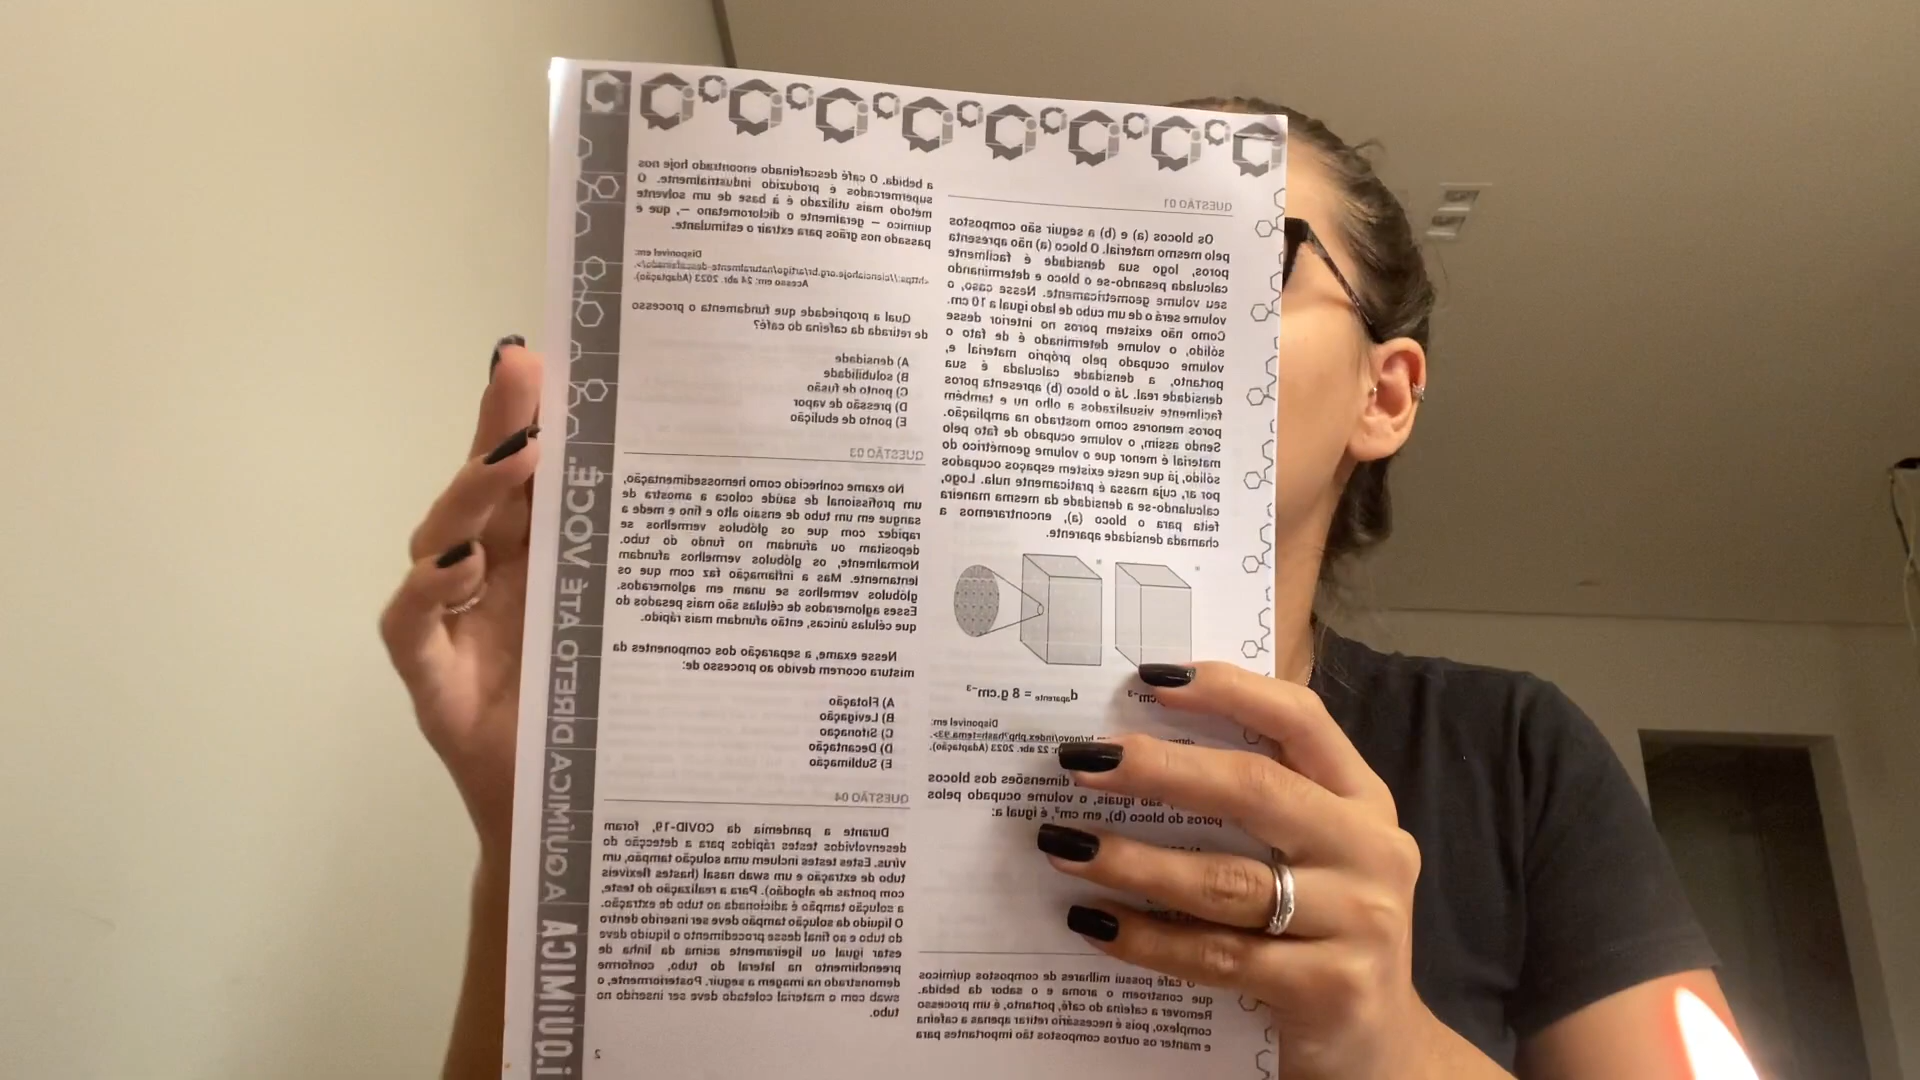 QUESTÃO 01
Os blocos (a) e (b) a seguir são compostos
pelo mesmo material. O bloco (a) não apresenta
poros, logo sua densidade é facilmente
calculada pesando-se o bloco e determinando
seu volume geometricamente. Nesse caso, o
volume será o de um cubo de lado igual a 10 cm.
Como não existem poros no interior desse
sólido, o volume determinado é de fato o
volume ocupado pelo próprio material e,
portanto, a densidade calculada é sua
densidade real. Já o bloco (b) apresenta poros
facilmente visualizados a olho nu e também
poros menores como mostrado na ampliação.
Sendo assim, o volume ocupado de fato pelo
material é menor que o volume geométrico do
sólido, já que neste existem espaços ocupados
por ar, cuja massa é praticamente nula. Logo,
calculando-se a densidade da mesma maneira
feita para o bloco (a), encontraremos a
chamada densidade aparente.
cm⁻³
d aparente = 8 g.cm⁻³
Disponível em:
br/novo/index.php?hash=tema.93>.
22 abr. 2023 (Adaptação).
dimensões dos blocos
são iguais, o volume ocupado pelos
poros do bloco (b), em cm³, é igual a:
O café possui milhares de compostos químicos
que constroem o aroma e o sabor da bebida.
Remover a cafeína do café, portanto, é um processo
complexo, pois é necessário retirar apenas a cafeína
e manter os outros compostos tão importantes para
a bebida. O café descafeinado encontrado hoje nos
supermercados é produzido industrialmente. O
método mais utilizado é à base de um solvente
químico – geralmente o diclorometano –, que é
passado nos grãos para extrair o estimulante.
Disponível em:
<https://cienciahoje.org.br/artigo/naturalmente-descafeinado/>.
Acesso em: 24 abr. 2023 (Adaptação).
Qual a propriedade que fundamenta o processo
de retirada da cafeína do café?
A) densidade
B) solubilidade
C) ponto de fusão
D) pressão de vapor
E) ponto de ebulição
QUESTÃO 03
No exame conhecido como hemossedimentação,
um profissional de saúde coloca a amostra de
sangue em um tubo de ensaio alto e fino e mede a
rapidez com que os glóbulos vermelhos se
depositam ou afundam no fundo do tubo.
Normalmente, os glóbulos vermelhos afundam
lentamente. Mas a inflamação faz com que os
glóbulos vermelhos se unam em aglomerados.
Esses aglomerados de células são mais pesados do
que células únicas, então afundam mais rápido.
Nesse exame, a separação dos componentes da
mistura ocorrem devido ao processo de:
A) Flotação
B) Levigação
C) Sifonação
D) Decantação
E) Sublimação
QUESTÃO 04
Durante a pandemia da COVID-19, foram
desenvolvidos testes rápidos para a detecção do
vírus. Estes testes incluem uma solução tampão, um
tubo de extração e um swab nasal (hastes flexíveis
com pontas de algodão). Para a realização do teste,
a solução tampão é adicionada ao tubo de extração.
O líquido da solução tampão deve ser inserido dentro
do tubo e ao final desse procedimento o líquido deve
estar igual ou ligeiramente acima da linha de
preenchimento na lateral do tubo, conforme
demonstrado na imagem a seguir. Posteriormente, o
swab com o material coletado deve ser inserido no
tubo.
2
A QUÍMICA DIRETO ATÉ VOCÊ.